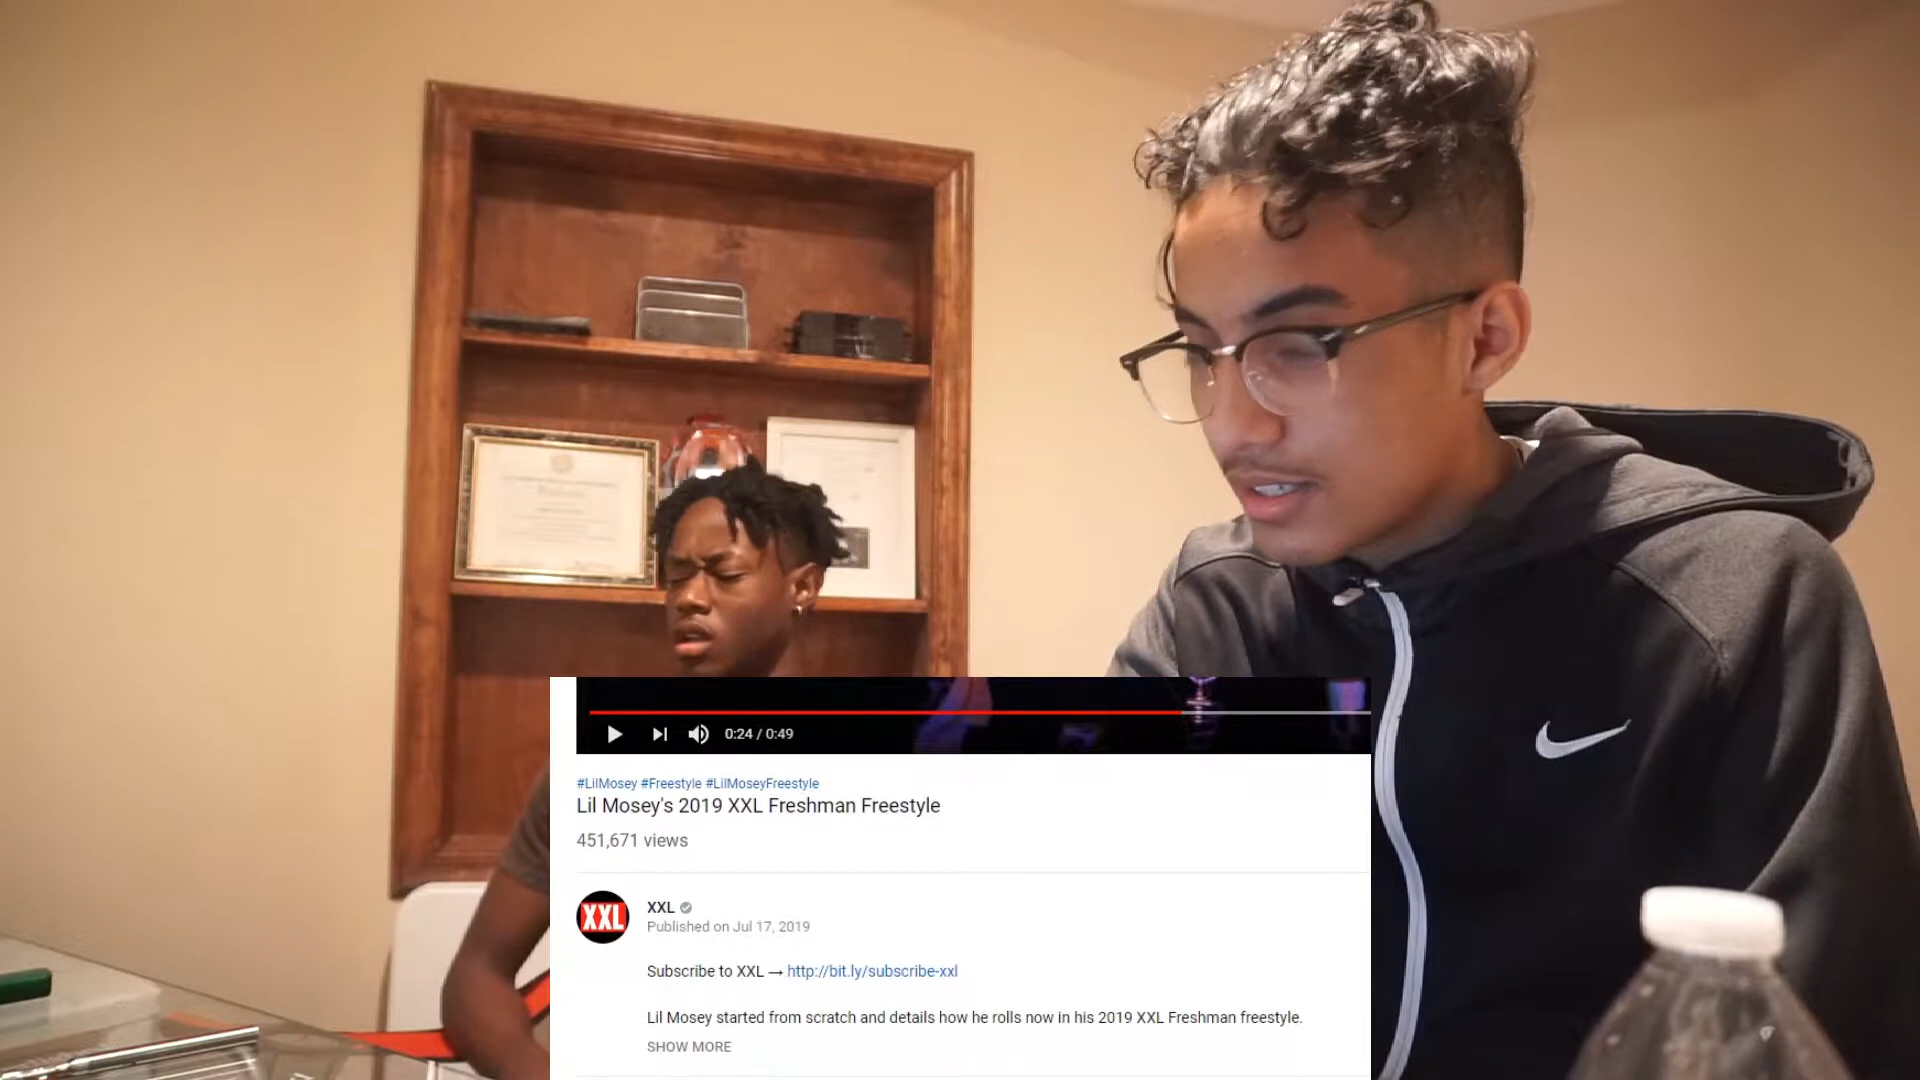 0:24 / 0:49
#LilMosey #Freestyle #LilMoseyFreestyle
Lil Mosey's 2019 XXL Freshman Freestyle
451,671 views
XXL
XXL
Published on Jul 17, 2019
Subscribe to XXL → http://bit.ly/subscribe-xxl
Lil Mosey started from scratch and details how he rolls now in his 2019 XXL Freshman freestyle.
SHOW MORE